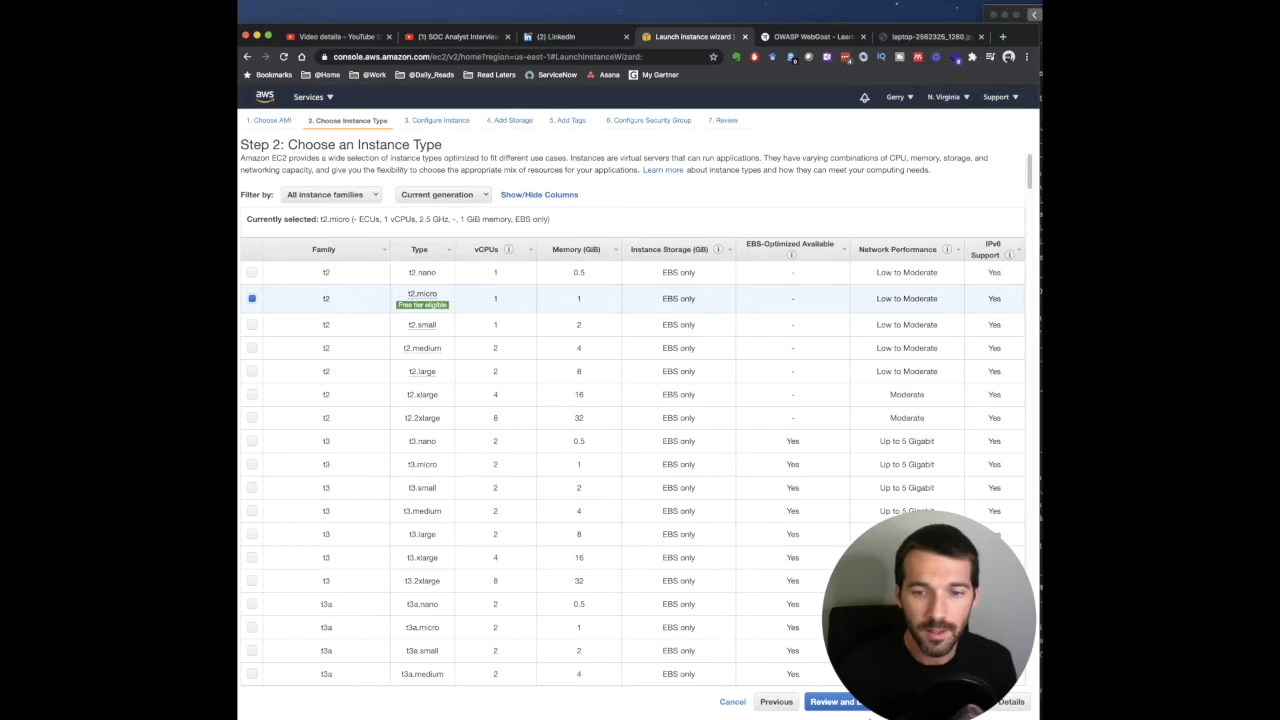 Video details - YouTube S
(1) SOC Analyst Interview
(2) LinkedIn
Launch instance wizard
OWASP WebGoat - Learn
laptop-2562325_1280.jp
console.aws.amazon.com/ec2/v2/home?region=us-east-1#LaunchInstanceWizard:
Bookmarks @Home @Work @Daily_Reads Read Laters ServiceNow Asana My Gartner
aws Services Gerry N. Virginia Support
1. Choose AMI 2. Choose Instance Type 3. Configure Instance 4. Add Storage 5. Add Tags 6. Configure Security Group 7. Review
Step 2: Choose an Instance Type
Amazon EC2 provides a wide selection of instance types optimized to fit different use cases. Instances are virtual servers that can run applications. They have varying combinations of CPU, memory, storage, and
networking capacity, and give you the flexibility to choose the appropriate mix of resources for your applications. Learn more about instance types and how they can meet your computing needs.
Filter by: All instance families Current generation Show/Hide Columns
Currently selected: t2.micro (- ECUs, 1 vCPUs, 2.5 GHz, -, 1 GiB memory, EBS only)
Family Type vCPUs Memory (GiB) Instance Storage (GB) EBS-Optimized Available Network Performance IPv6 Support
t2 t2.nano 1 0.5 EBS only - Low to Moderate Yes
t2 t2.micro 1 1 EBS only - Low to Moderate Yes
Free tier eligible
t2 t2.small 1 2 EBS only - Low to Moderate Yes
t2 t2.medium 2 4 EBS only - Low to Moderate Yes
t2 t2.large 2 8 EBS only - Low to Moderate Yes
t2 t2.xlarge 4 16 EBS only - Moderate Yes
t2 t2.2xlarge 8 32 EBS only - Moderate Yes
t3 t3.nano 2 0.5 EBS only Yes Up to 5 Gigabit Yes
t3 t3.micro 2 1 EBS only Yes Up to 5 Gigabit Yes
t3 t3.small 2 2 EBS only Yes Up to 5 Gigabit Yes
t3 t3.medium 2 4 EBS only Yes Up to 5 Gigabit Yes
t3 t3.large 2 8 EBS only Yes
t3 t3.xlarge 4 16 EBS only Yes
t3 t3.2xlarge 8 32 EBS only Yes
t3a t3a.nano 2 0.5 EBS only Yes
t3a t3a.micro 2 1 EBS only Yes
t3a t3a.small 2 2 EBS only Yes
t3a t3a.medium 2 4 EBS only Yes
Cancel Previous Review and Details